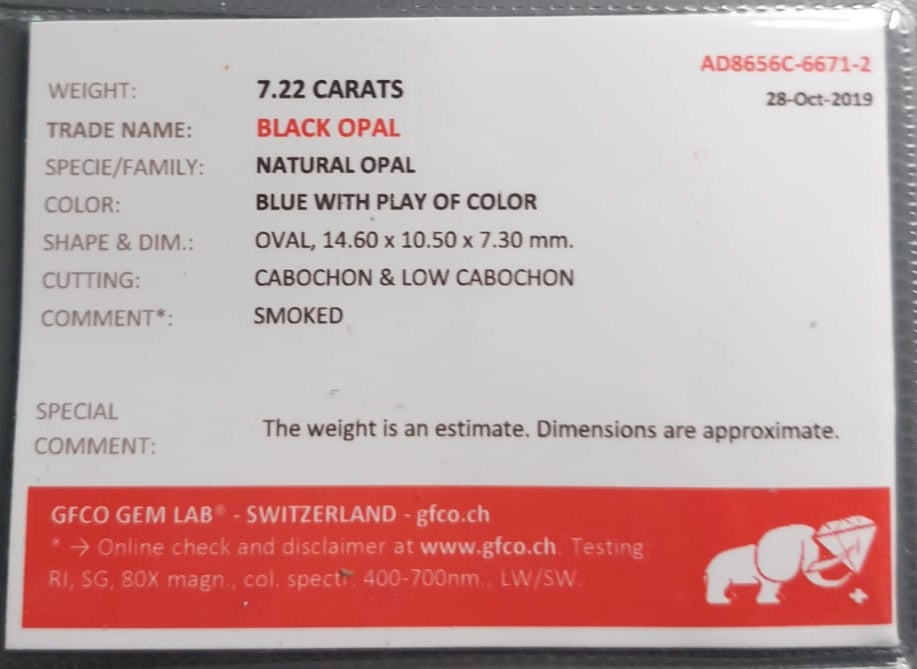 AD8656C-6671-2
28-Oct-2019
WEIGHT: 7.22 CARATS
TRADE NAME: BLACK OPAL
SPECIE/FAMILY: NATURAL OPAL
COLOR: BLUE WITH PLAY OF COLOR
SHAPE & DIM.: OVAL, 14.60 x 10.50 x 7.30 mm.
CUTTING: CABOCHON & LOW CABOCHON
COMMENT*: SMOKED
SPECIAL
COMMENT: The weight is an estimate. Dimensions are approximate.
GFCO GEM LAB® - SWITZERLAND - gfco.ch
* → Online check and disclaimer at www.gfco.ch. Testing:
RI, SG, 80X magn., col. spectr. 400-700nm., LW/SW.